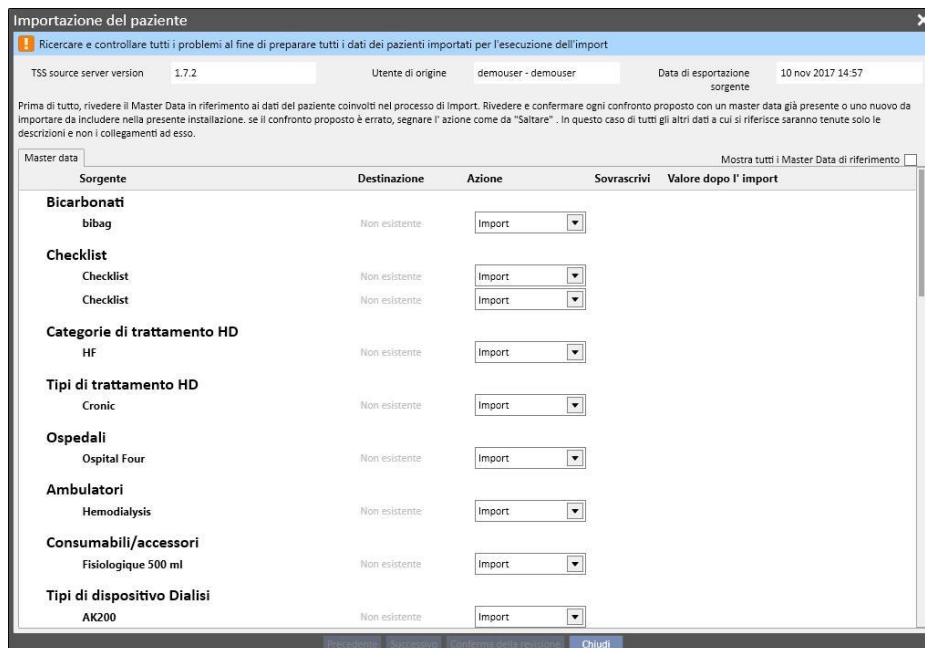 Importazione del paziente
Ricercare e controllare tutti i problemi al fine di preparare tutti i dati dei pazienti importati per l'esecuzione dell'import
TSS source server version 1.7.2 Utente di origine demouser - demouser Data di esportazione sorgente 10 nov 2017 14:57
Prima di tutto, rivedere il Master Data in riferimento ai dati del paziente coinvolti nel processo di Import. Rivedere e confermare ogni confronto proposto con un master data già presente o uno nuovo da
importare da includere nella presente installazione. se il confronto proposto è errato, segnare l' azione come da "Saltare" . In questo caso di tutti gli altri dati a cui si riferisce saranno tenute solo le
descrizioni e non i collegamenti ad esso.
Master data Mostra tutti i Master Data di riferimento
Sorgente Destinazione Azione Sovrascrivi Valore dopo l' import
Bicarbonati
bibag Non esistente Import
Checklist
Checklist Non esistente Import
Checklist Non esistente Import
Categorie di trattamento HD
HF Non esistente Import
Tipi di trattamento HD
Cronic Non esistente Import
Ospedali
Ospital Four Non esistente Import
Ambulatori
Hemodialysis Non esistente Import
Consumabili/accessori
Fisiologique 500 ml Non esistente Import
Tipi di dispositivo Dialisi
AK200 Non esistente Import
Precedente Successivo Conferma della revisione Chiudi